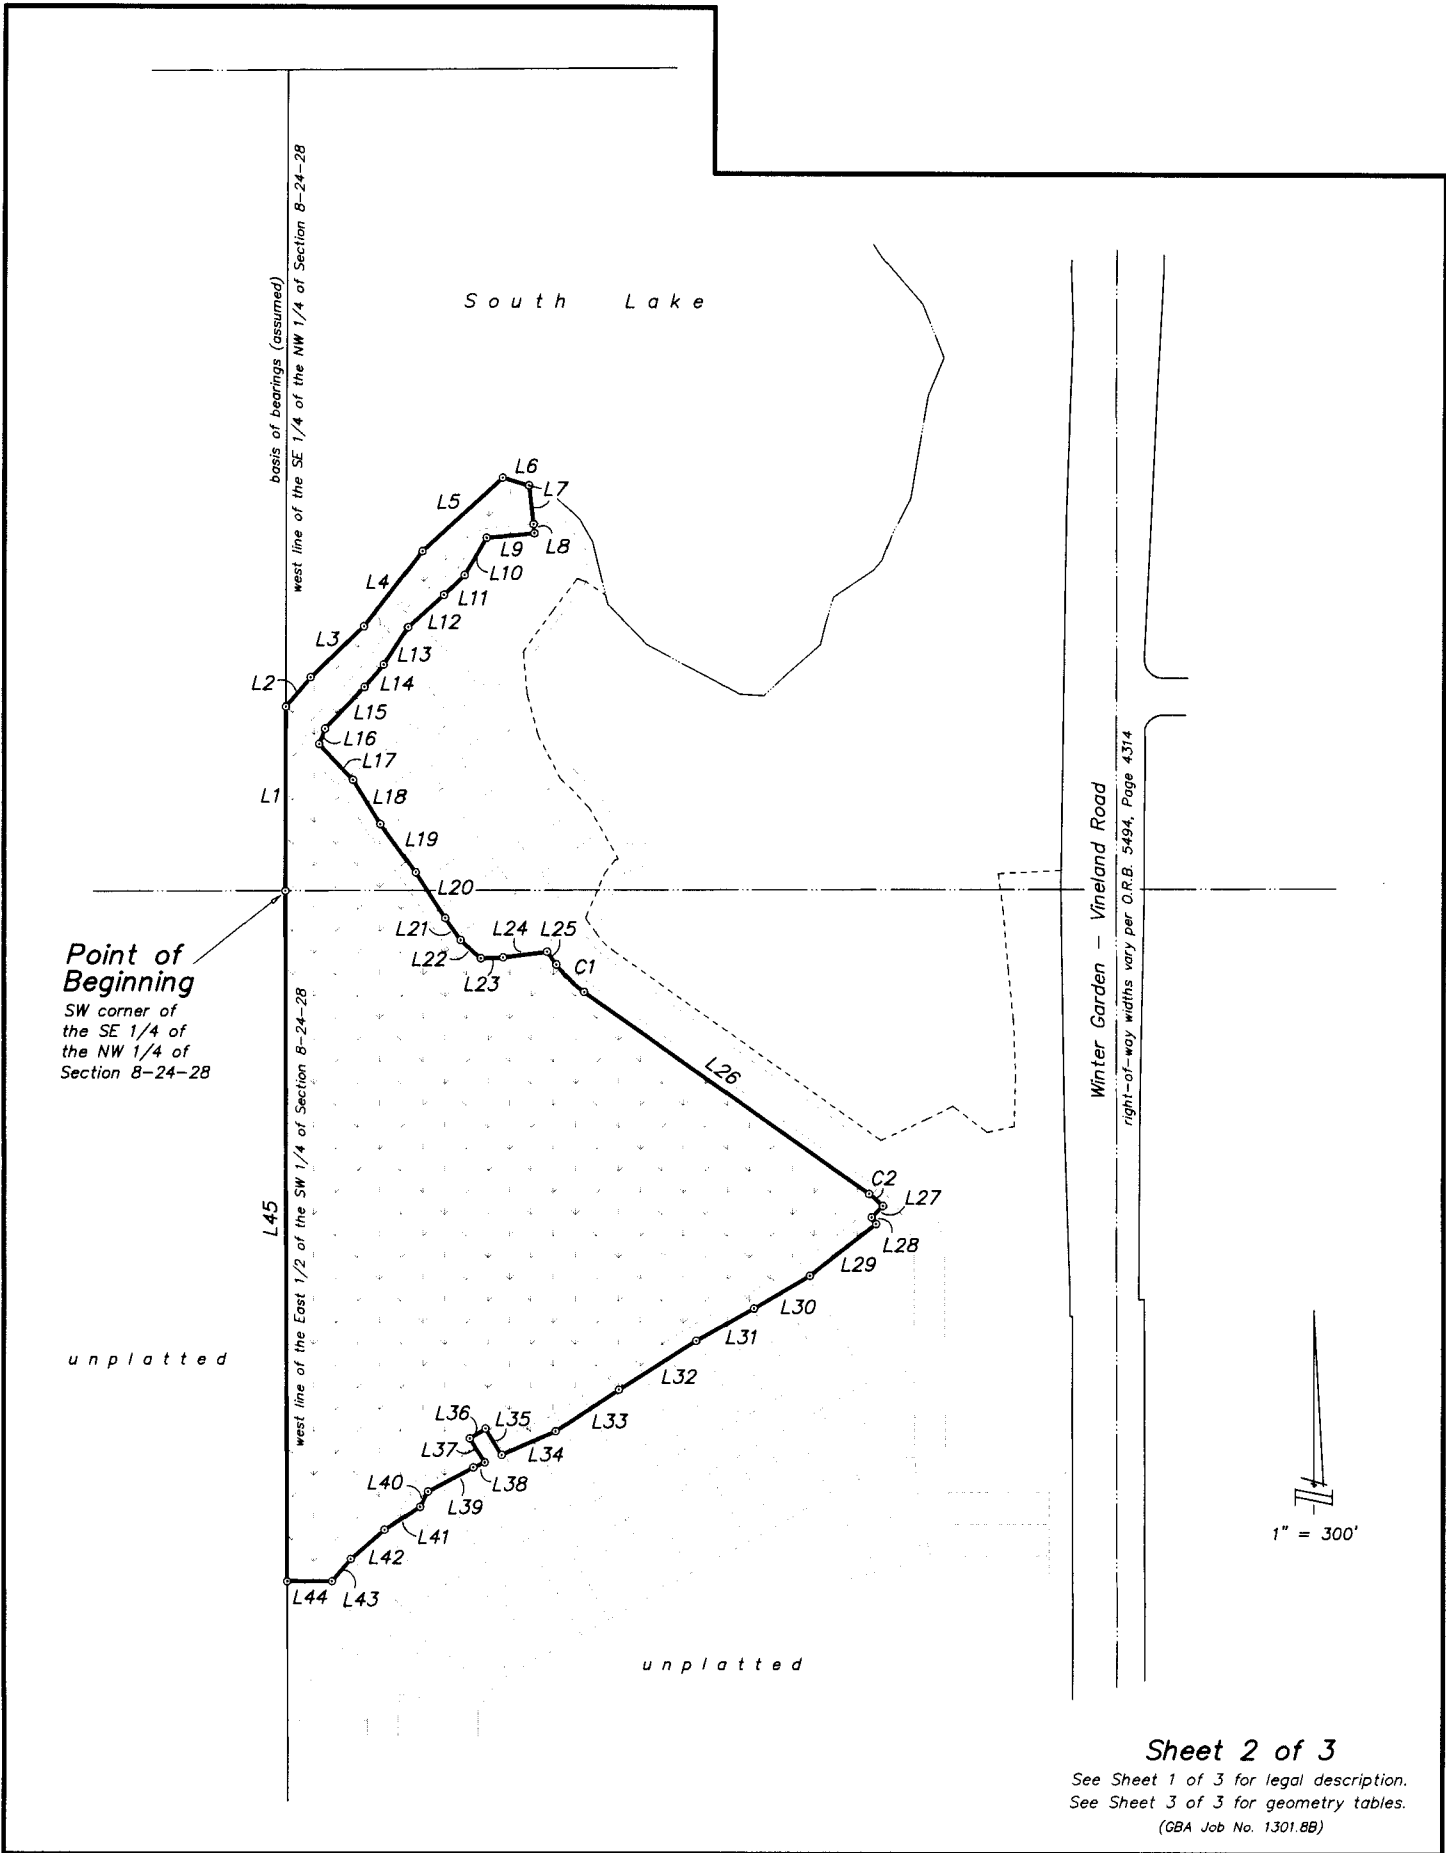 basis of bearings (assumed)
west line of the SE 1/4 of the NW 1/4 of Section 8-24-28
South Lake
L6
L7
L5
L8
L9
L10
L4
L11
L12
L3
L13
L2
L14
L15
L16
L17
L1
L18
L19
L20
L21
L22
L23
L24
L25
C1
Point of
Beginning
SW corner of
the SE 1/4 of
the NW 1/4 of
Section 8-24-28
Winter Garden - Vineland Road
right-of-way widths vary per O.R.B. 5494, Page 4314
L26
C2
L27
L28
L29
L30
L31
L32
L33
L34
L35
L36
L37
L38
L39
L40
L41
L42
L43
L44
L45
west line of the East 1/2 of the SW 1/4 of Section 8-24-28
unplatted
unplatted
N
1" = 300'
Sheet 2 of 3
See Sheet 1 of 3 for legal description.
See Sheet 3 of 3 for geometry tables.
(GBA Job No. 1301.8B)